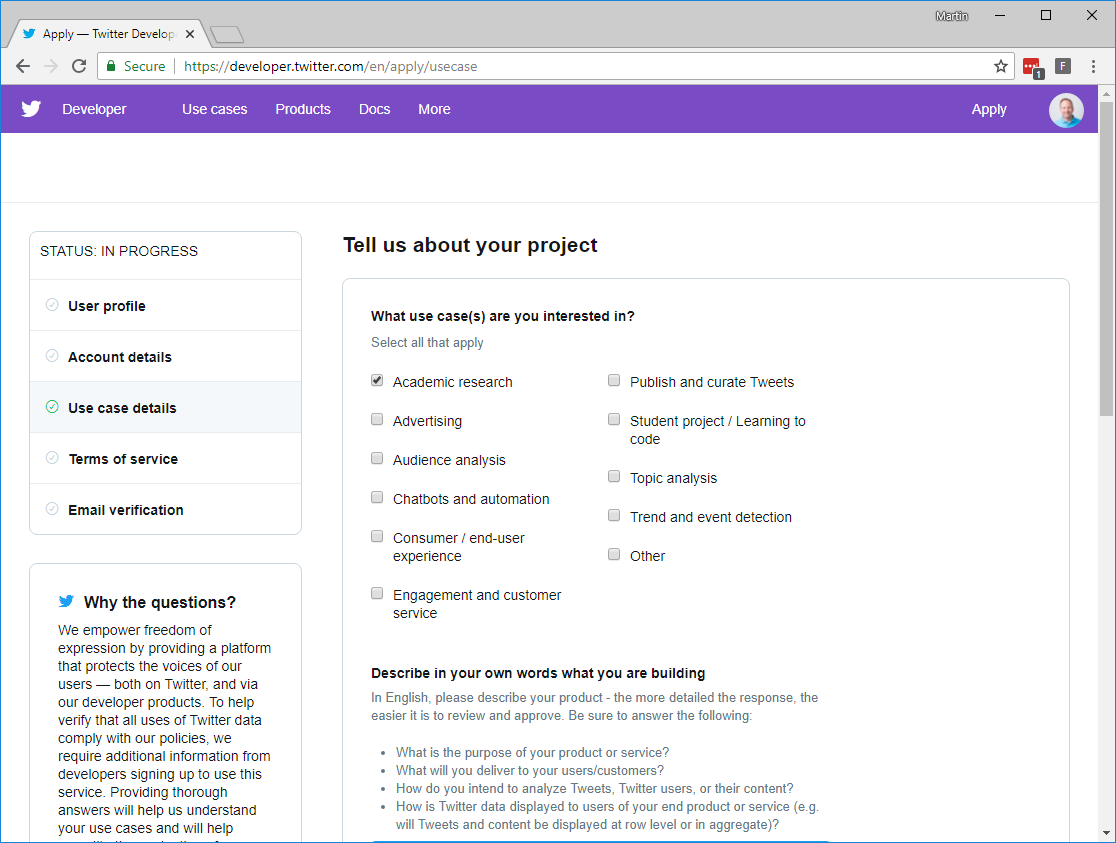 Martin
Apply — Twitter Develop
Secure
https://developer.twitter.com/en/apply/usecase
1
F
Developer
Use cases
Products
Docs
More
Apply
STATUS: IN PROGRESS
User profile
Account details
Use case details
Terms of service
Email verification
Why the questions?
We empower freedom of
expression by providing a platform
that protects the voices of our
users — both on Twitter, and via
our developer products. To help
verify that all uses of Twitter data
comply with our policies, we
require additional information from
developers signing up to use this
service. Providing thorough
answers will help us understand
your use cases and will help
Tell us about your project
What use case(s) are you interested in?
Select all that apply
Academic research
Advertising
Audience analysis
Chatbots and automation
Consumer / end-user
experience
Engagement and customer
service
Publish and curate Tweets
Student project / Learning to
code
Topic analysis
Trend and event detection
Other
Describe in your own words what you are building
In English, please describe your product - the more detailed the response, the
easier it is to review and approve. Be sure to answer the following:
• What is the purpose of your product or service?
• What will you deliver to your users/customers?
• How do you intend to analyze Tweets, Twitter users, or their content?
• How is Twitter data displayed to users of your end product or service (e.g.
will Tweets and content be displayed at row level or in aggregate)?